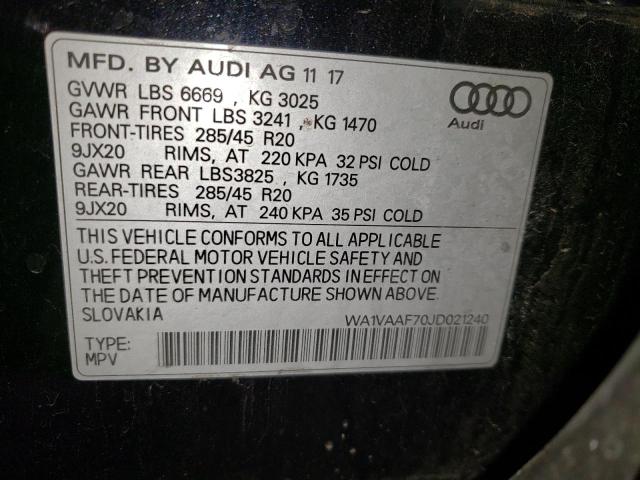 MFD. BY AUDI AG 11 17
GVWR LBS 6669 , KG 3025
GAWR FRONT LBS 3241 , KG 1470
FRONT-TIRES 285/45 R20
9JX20 RIMS, AT 220 KPA 32 PSI COLD
GAWR REAR LBS3825 , KG 1735
REAR-TIRES 285/45 R20
9JX20 RIMS, AT 240 KPA 35 PSI COLD
Audi
THIS VEHICLE CONFORMS TO ALL APPLICABLE
U.S. FEDERAL MOTOR VEHICLE SAFETY AND
THEFT PREVENTION STANDARDS IN EFFECT ON
THE DATE OF MANUFACTURE SHOWN ABOVE
SLOVAKIA
WA1VAAF70JD021240
TYPE:
MPV